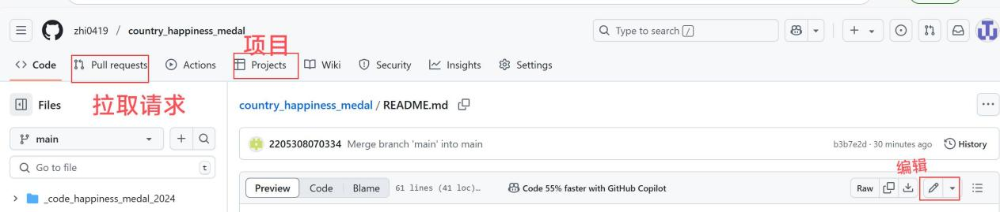 zhi0419 / country_happiness_medal
Type to search /
项目
Code Pull requests Actions Projects Wiki Security Insights Settings
拉取请求
Files
country_happiness_medal / README.md
main
2205308070334 Merge branch 'main' into main b3b7e2d · 30 minutes ago History
Go to file t
编辑
Preview Code Blame 61 lines (41 loc)… Code 55% faster with GitHub Copilot Raw
_code_happiness_medal_2024